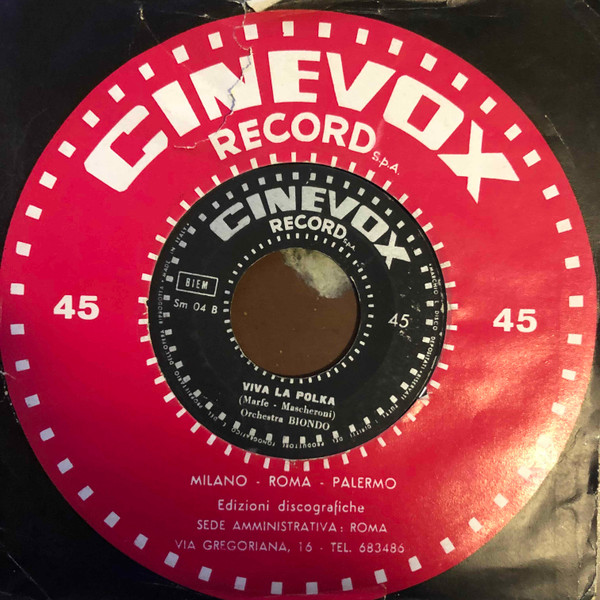 CINEVOX
RECORD S.p.A.
CINEVOX
RECORD S.p.A.
BIEM
Sm 04 B
45
45
45
VIVA LA POLKA
(Marfe - Mascheroni)
Orchestra BIONDO
MILANO - ROMA - PALERMO
Edizioni discografiche
SEDE AMMINISTRATIVA: ROMA
VIA GREGORIANA, 16 - TEL. 683486